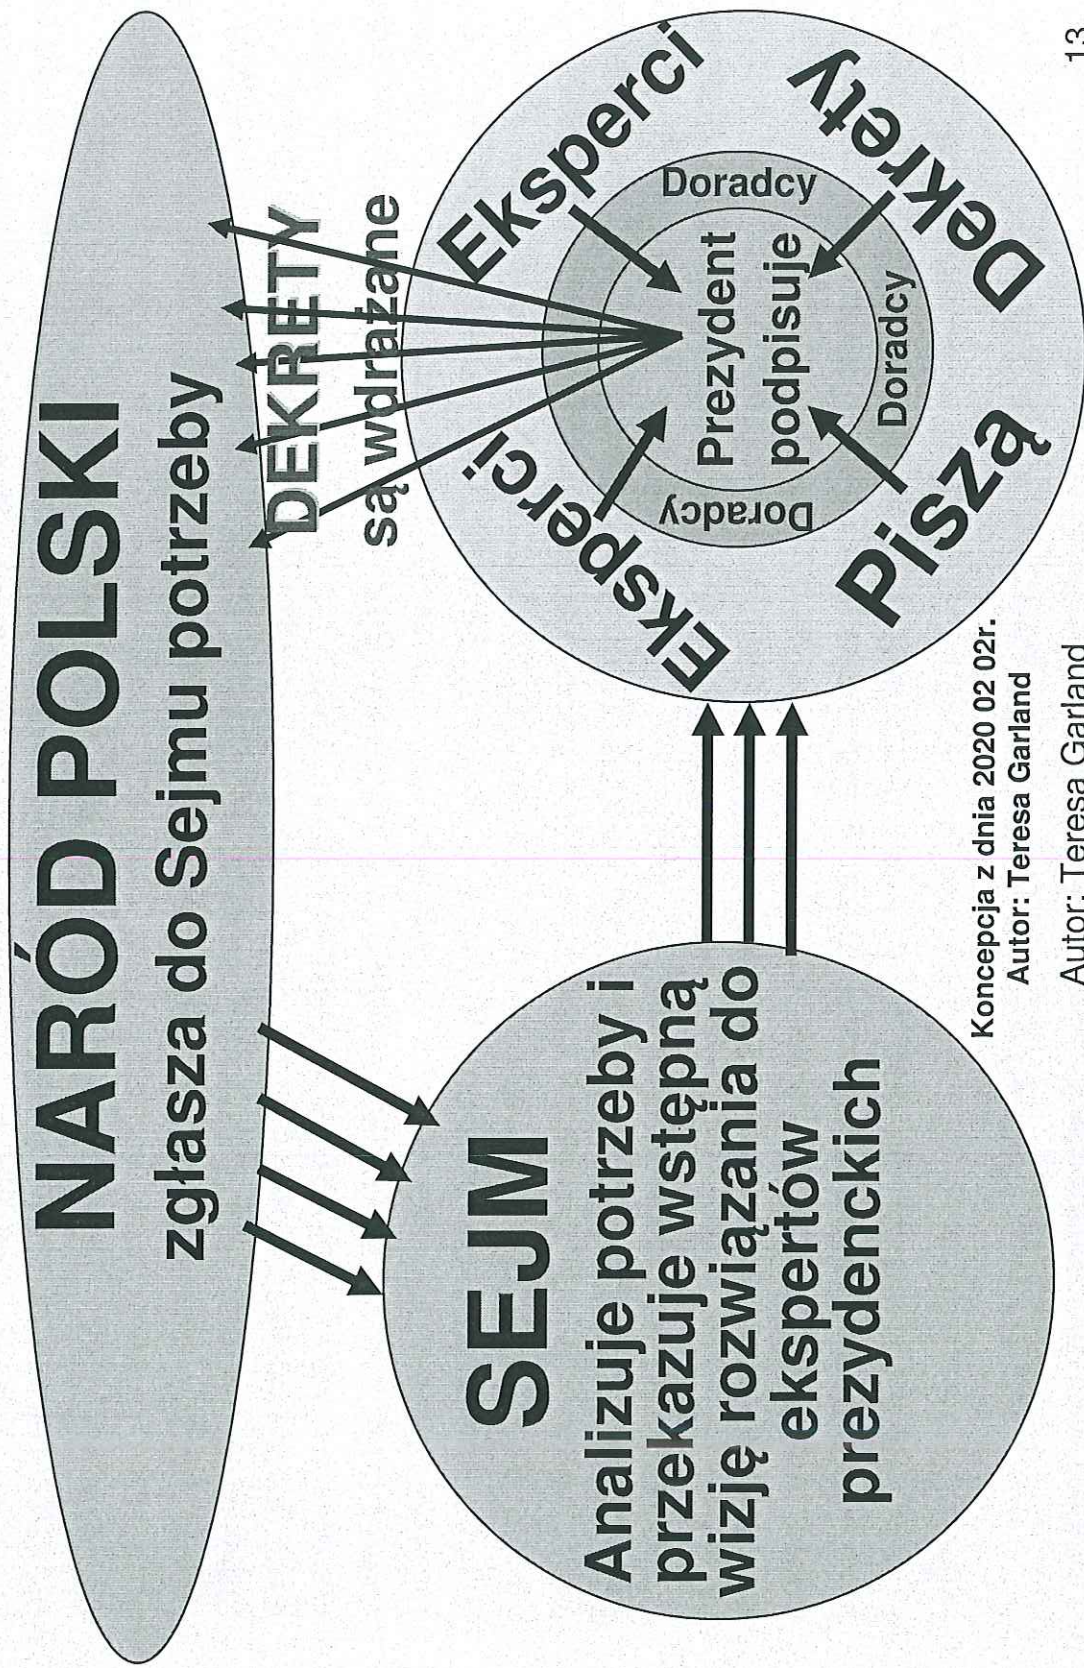 NARÓD POLSKI
zgłasza do Sejmu potrzeby
DEKRETY
są wdrażane
SEJM
Analizuje potrzeby i
przekazuje wstępną
wizję rozwiązania do
ekspertów
prezydenckich
Eksperci
Eksperci
Doradcy
Doradcy
Doradcy
Prezydent
podpisuje
Piszą
Dekrety
Koncepcja z dnia 2020 02 02r.
Autor: Teresa Garland
Autor: Teresa Garland
13